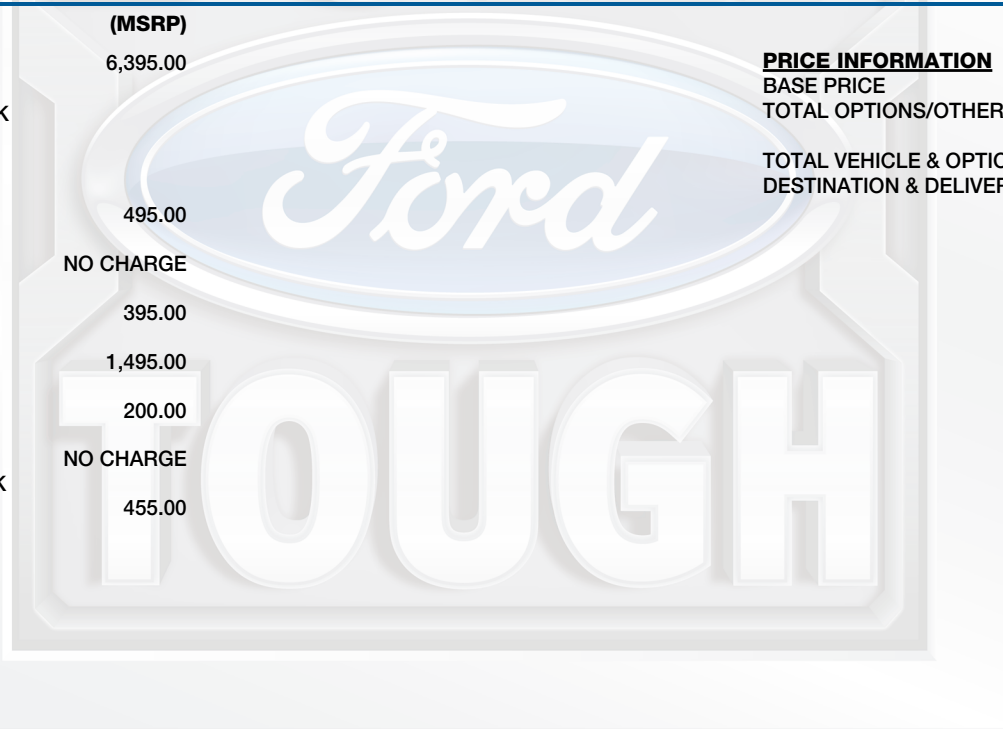 (MSRP)
6,395.00
K
495.00
NO CHARGE
395.00
1,495.00
200.00
NO CHARGE
K
455.00
PRICE INFORMATION
BASE PRICE
TOTAL OPTIONS/OTHER
TOTAL VEHICLE & OPTIO
DESTINATION & DELIVER
Ford
TOUGH